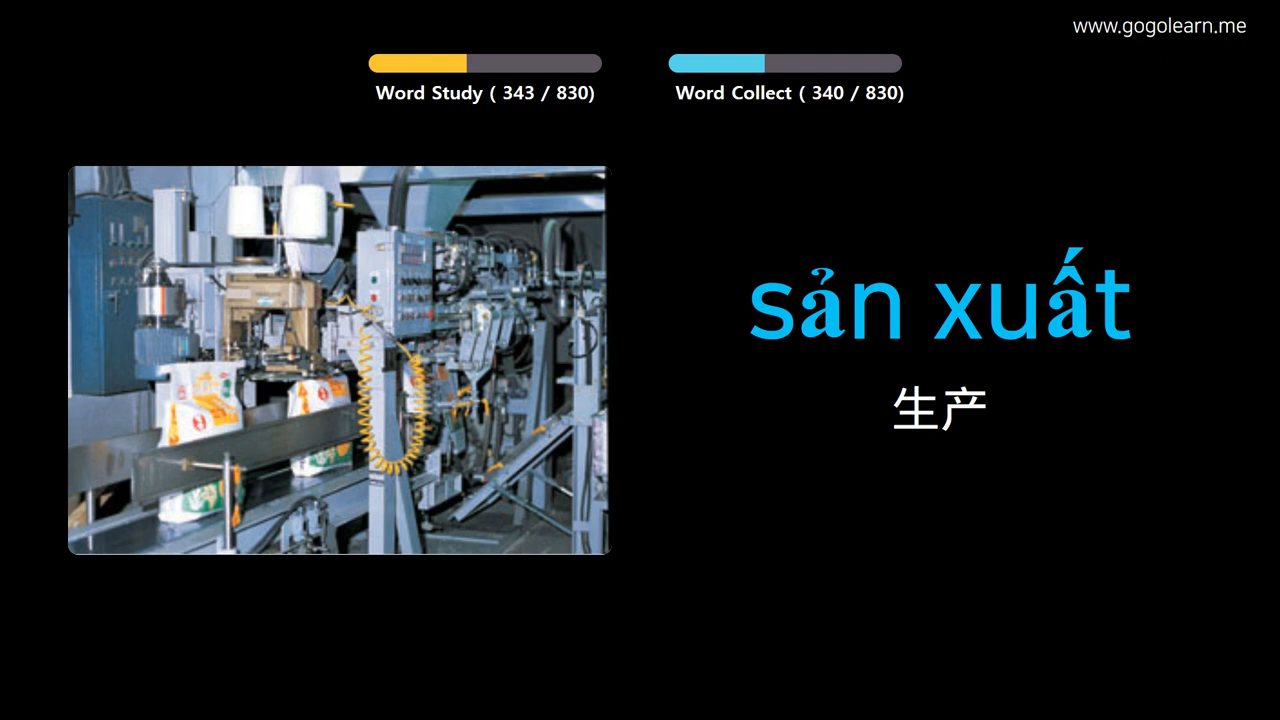 www.gogolearn.me
Word Study ( 343 / 830)
Word Collect ( 340 / 830)
sản xuất
生产